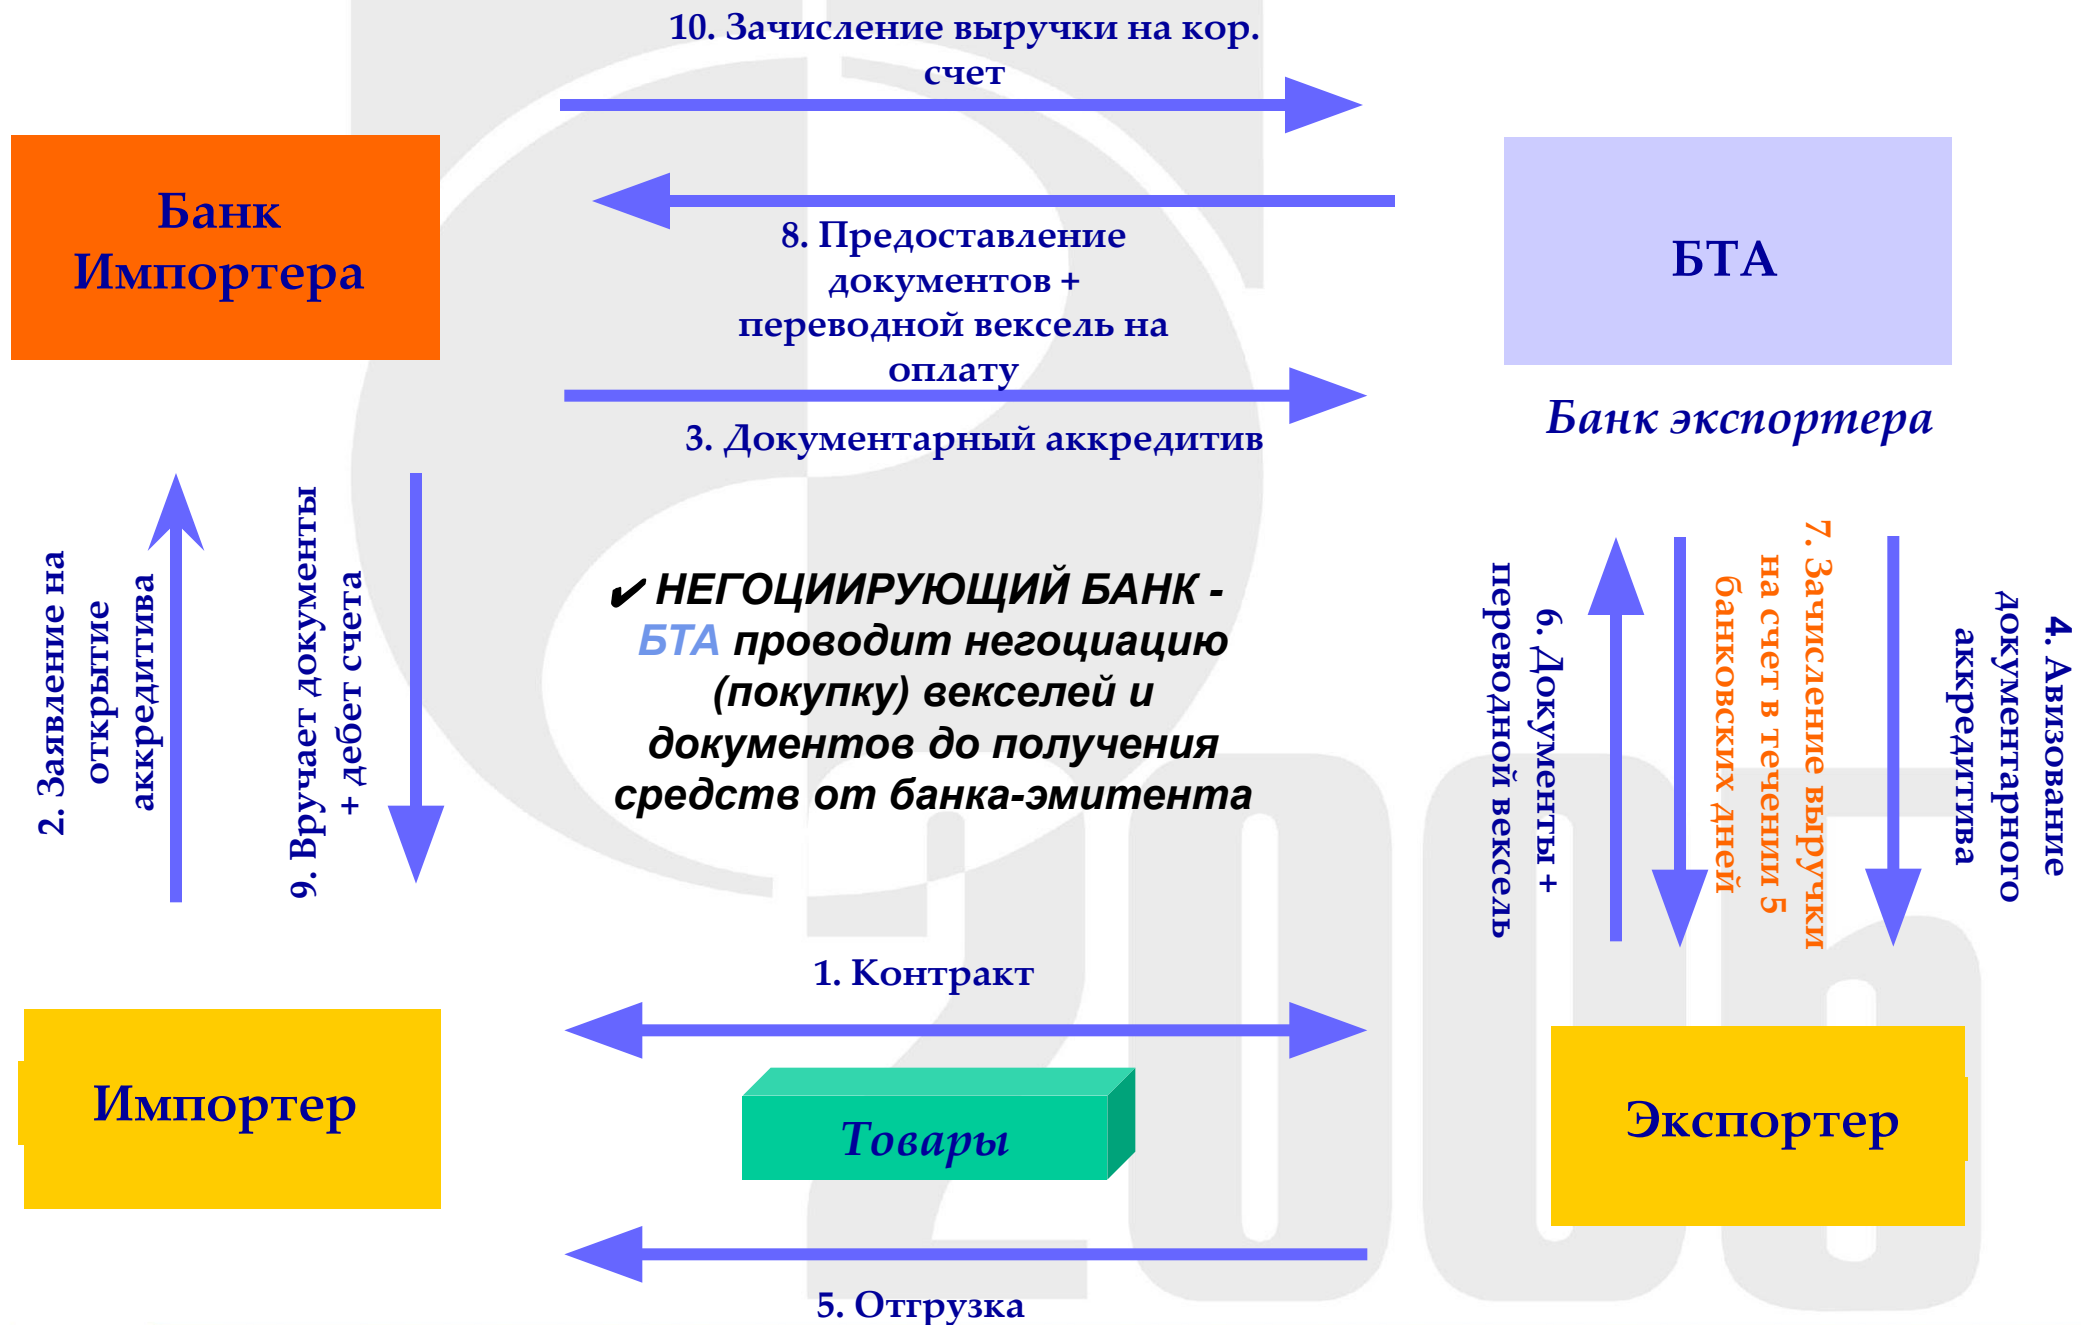 10. Зачисление выручки на кор.
счет
Банк
Импортера
8. Предоставление
документов +
переводной вексель на
оплату
БТА
Банк экспортера
3. Документарный аккредитив
2. Заявление на
открытие
аккредитива
9. Вручает документы
+ дебет счета
✔ НЕГОЦИИРУЮЩИЙ БАНК -
БТА проводит негоциацию
(покупку) векселей и
документов до получения
средств от банка-эмитента
6. Документы +
переводной вексель
7. Зачисление выручки
на счет в течении 5
банковских дней
4. Авизование
документарного
аккредитива
1. Контракт
Импортер
Товары
Экспортер
5. Отгрузка
2006